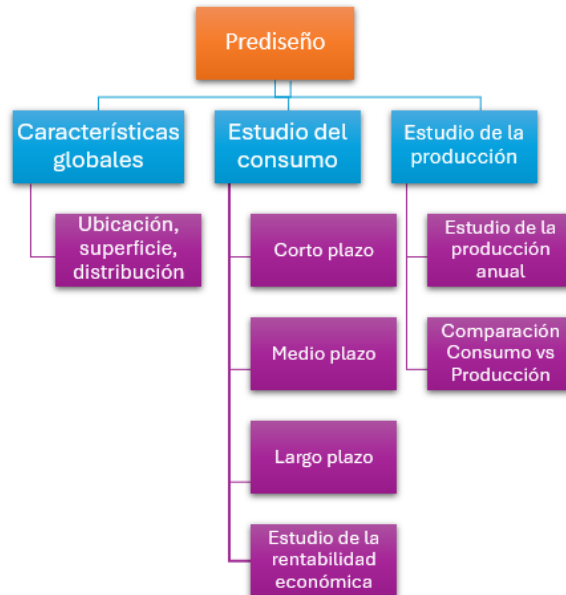 Prediseño
Características
globales
Estudio del
consumo
Estudio de la
producción
Ubicación,
superficie,
distribución
Corto plazo
Medio plazo
Largo plazo
Estudio de la
rentabilidad
económica
Estudio de la
producción
anual
Comparación
Consumo vs
Producción